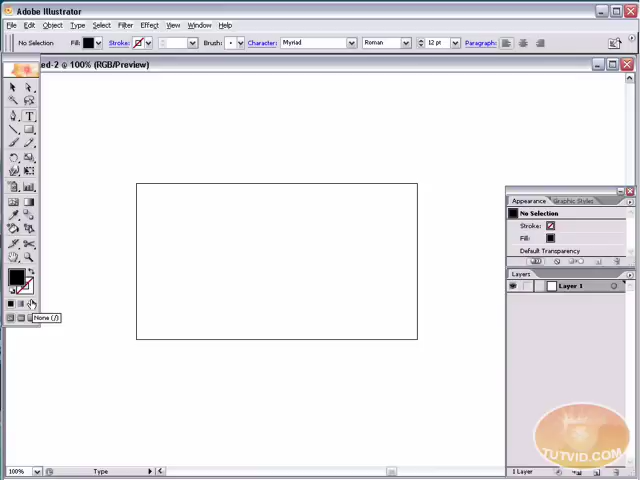 Adobe Illustrator
File Edit Object Type Select Filter Effect View Window Help
No Selection Fill: Stroke: Brush: Character: Myriad Roman 12 pt Paragraph:
ed-2 @ 100% (RGB/Preview)
None (/)
Appearance Graphic Styles
No Selection
Stroke:
Fill:
Default Transparency
Layers
Layer 1
TUTVID.COM
100% Type 1 Layer